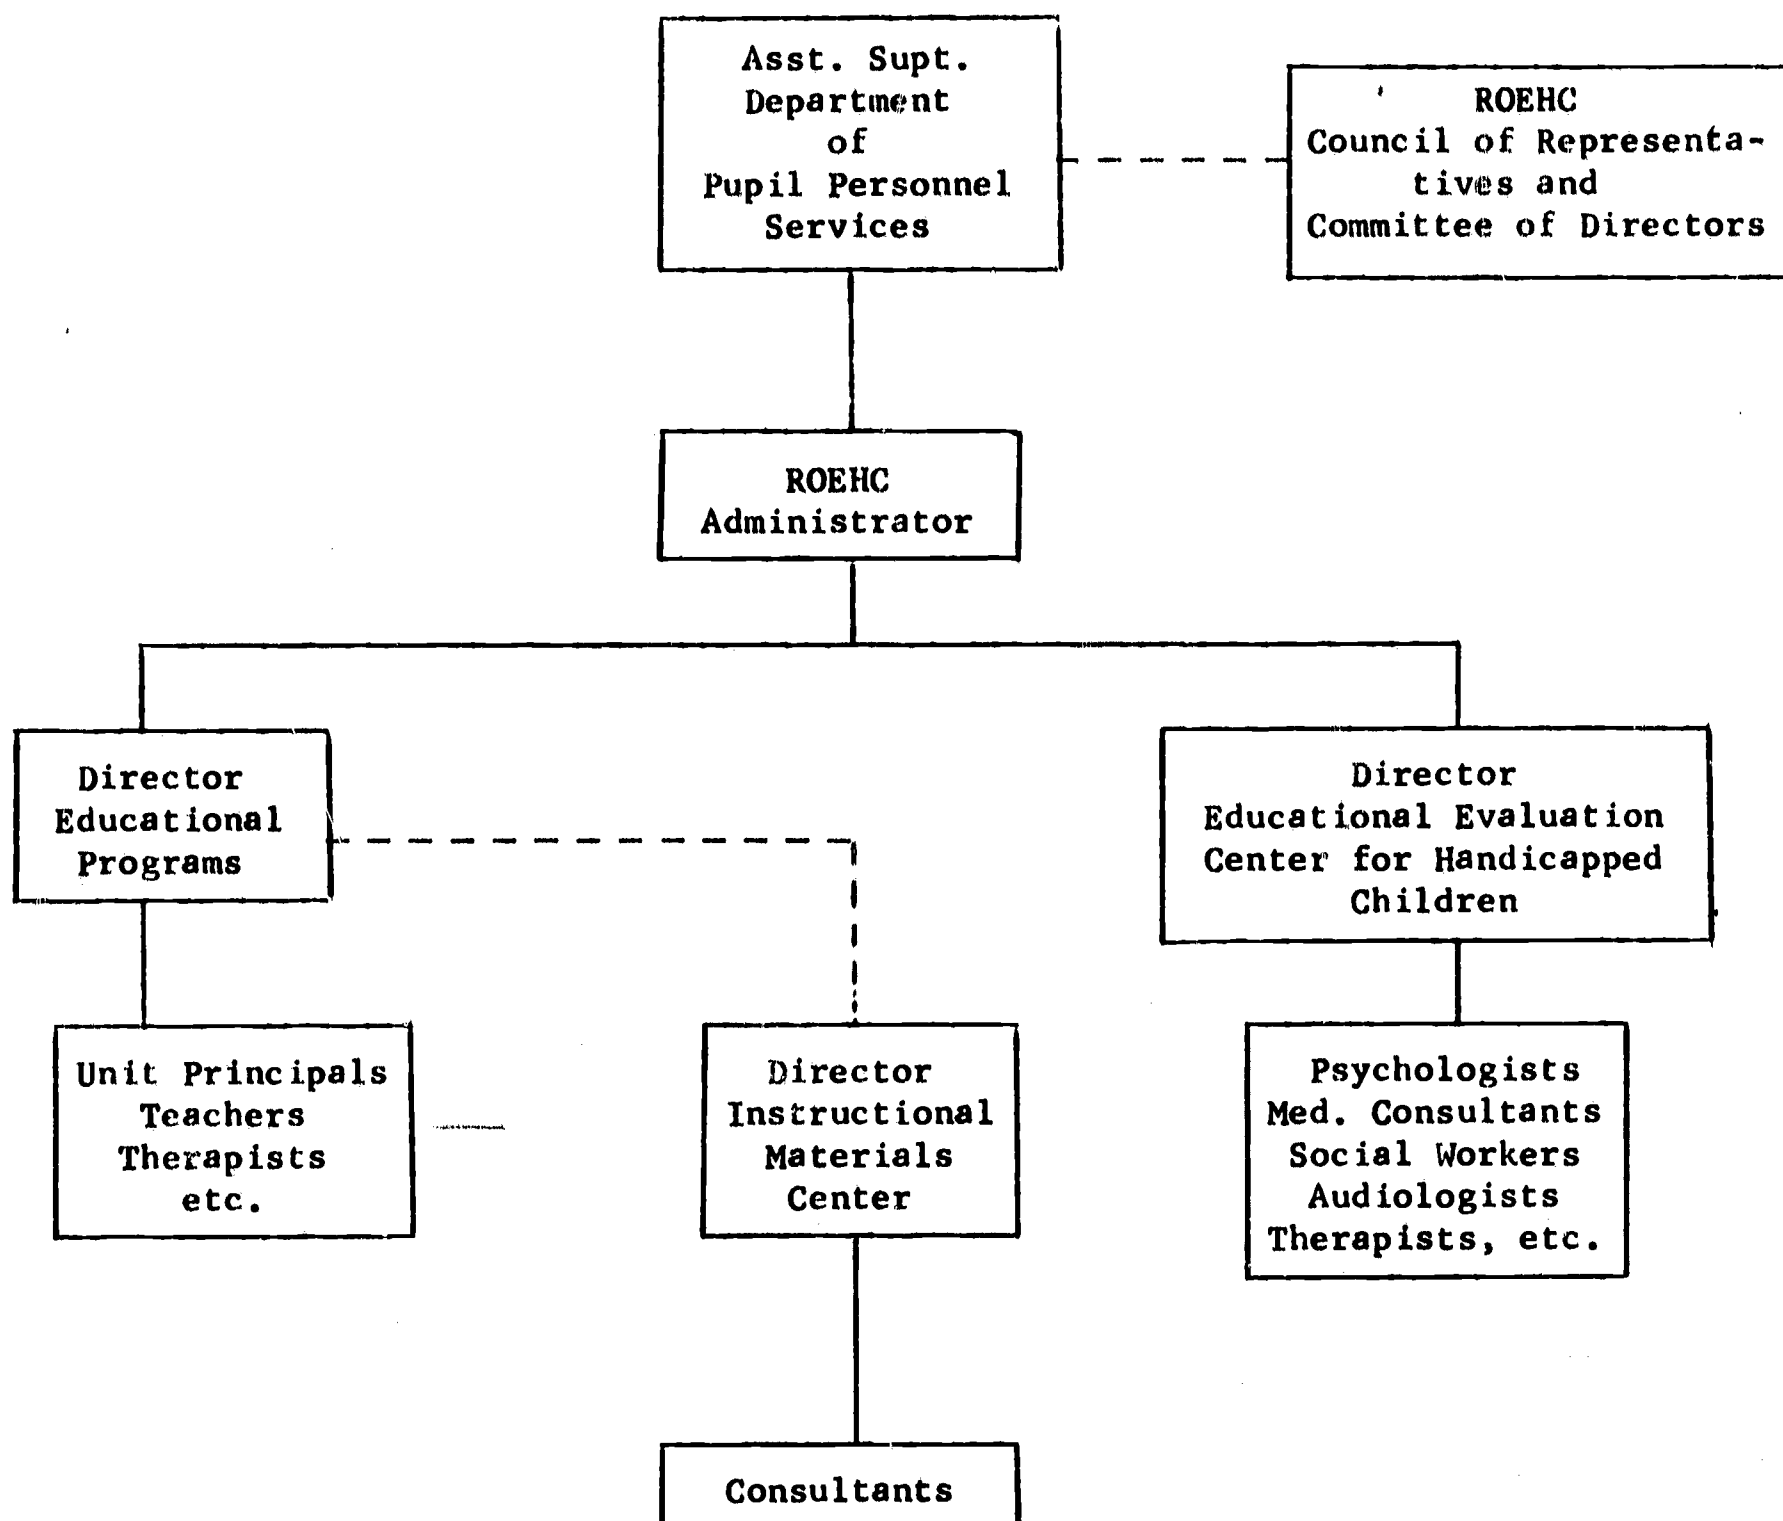 Asst. Supt.
Department
of
Pupil Personnel
Services
ROEHC
Council of Representa-
tives and
Committee of Directors
ROEHC
Administrator
Director
Educational
Programs
Director
Educational Evaluation
Center for Handicapped
Children
Unit Principals
Teachers
Therapists
etc.
Director
Instructional
Materials
Center
Psychologists
Med. Consultants
Social Workers
Audiologists
Therapists, etc.
Consultants